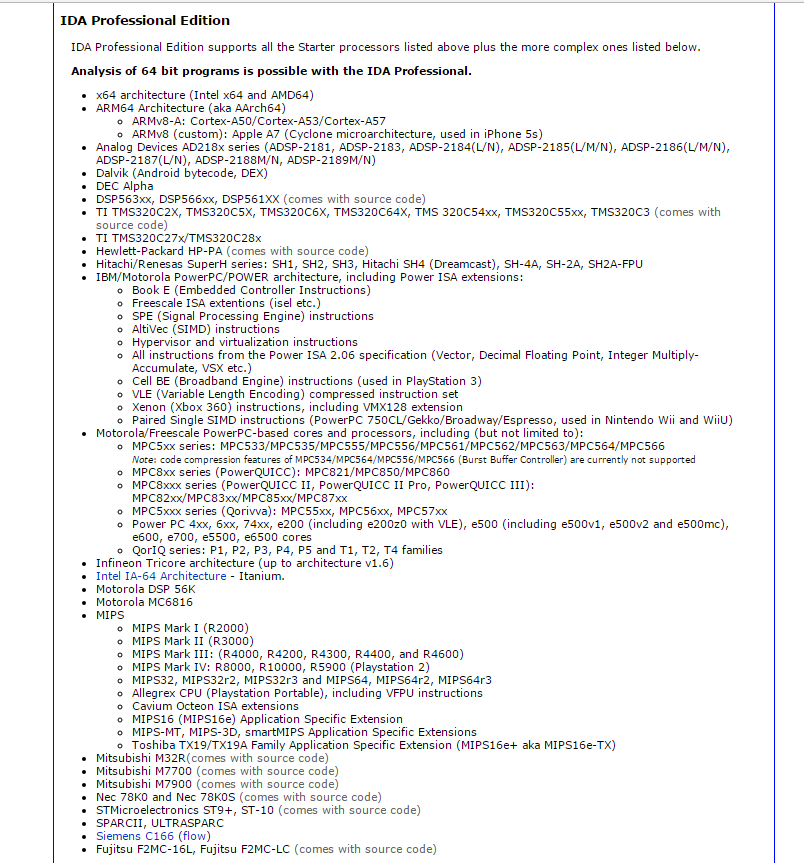 IDA Professional Edition
IDA Professional Edition supports all the Starter processors listed above plus the more complex ones listed below.
Analysis of 64 bit programs is possible with the IDA Professional.
x64 architecture (Intel x64 and AMD64)
ARM64 Architecture (aka AArch64)
ARMv8-A: Cortex-A50/Cortex-A53/Cortex-A57
ARMv8 (custom): Apple A7 (Cyclone microarchitecture, used in iPhone 5s)
Analog Devices AD218x series (ADSP-2181, ADSP-2183, ADSP-2184(L/N), ADSP-2185(L/M/N), ADSP-2186(L/M/N),
ADSP-2187(L/N), ADSP-2188M/N, ADSP-2189M/N)
Dalvik (Android bytecode, DEX)
DEC Alpha
DSP563xx, DSP566xx, DSP561XX (comes with source code)
TI TMS320C2X, TMS320C5X, TMS320C6X, TMS320C64X, TMS 320C54xx, TMS320C55xx, TMS320C3 (comes with
source code)
TI TMS320C27x/TMS320C28x
Hewlett-Packard HP-PA (comes with source code)
Hitachi/Renesas SuperH series: SH1, SH2, SH3, Hitachi SH4 (Dreamcast), SH-4A, SH-2A, SH2A-FPU
IBM/Motorola PowerPC/POWER architecture, including Power ISA extensions:
Book E (Embedded Controller Instructions)
Freescale ISA extentions (isel etc.)
SPE (Signal Processing Engine) instructions
AltiVec (SIMD) instructions
Hypervisor and virtualization instructions
All instructions from the Power ISA 2.06 specification (Vector, Decimal Floating Point, Integer Multiply-
Accumulate, VSX etc.)
Cell BE (Broadband Engine) instructions (used in PlayStation 3)
VLE (Variable Length Encoding) compressed instruction set
Xenon (Xbox 360) instructions, including VMX128 extension
Paired Single SIMD instructions (PowerPC 750CL/Gekko/Broadway/Espresso, used in Nintendo Wii and WiiU)
Motorola/Freescale PowerPC-based cores and processors, including (but not limited to):
MPC5xx series: MPC533/MPC535/MPC555/MPC556/MPC561/MPC562/MPC563/MPC564/MPC566
Note: code compression features of MPC534/MPC564/MPC556/MPC566 (Burst Buffer Controller) are currently not supported
MPC8xx series (PowerQUICC): MPC821/MPC850/MPC860
MPC8xxx series (PowerQUICC II, PowerQUICC II Pro, PowerQUICC III):
MPC82xx/MPC83xx/MPC85xx/MPC87xx
MPC5xxx series (Qorivva): MPC55xx, MPC56xx, MPC57xx
Power PC 4xx, 6xx, 74xx, e200 (including e200z0 with VLE), e500 (including e500v1, e500v2 and e500mc),
e600, e700, e5500, e6500 cores
QorIQ series: P1, P2, P3, P4, P5 and T1, T2, T4 families
Infineon Tricore architecture (up to architecture v1.6)
Intel IA-64 Architecture - Itanium.
Motorola DSP 56K
Motorola MC6816
MIPS
MIPS Mark I (R2000)
MIPS Mark II (R3000)
MIPS Mark III: (R4000, R4200, R4300, R4400, and R4600)
MIPS Mark IV: R8000, R10000, R5900 (Playstation 2)
MIPS32, MIPS32r2, MIPS32r3 and MIPS64, MIPS64r2, MIPS64r3
Allegrex CPU (Playstation Portable), including VFPU instructions
Cavium Octeon ISA extensions
MIPS16 (MIPS16e) Application Specific Extension
MIPS-MT, MIPS-3D, smartMIPS Application Specific Extensions
Toshiba TX19/TX19A Family Application Specific Extension (MIPS16e+ aka MIPS16e-TX)
Mitsubishi M32R(comes with source code)
Mitsubishi M7700 (comes with source code)
Mitsubishi M7900 (comes with source code)
Nec 78K0 and Nec 78K0S (comes with source code)
STMicroelectronics ST9+, ST-10 (comes with source code)
SPARCII, ULTRASPARC
Siemens C166 (flow)
Fujitsu F2MC-16L, Fujitsu F2MC-LC (comes with source code)